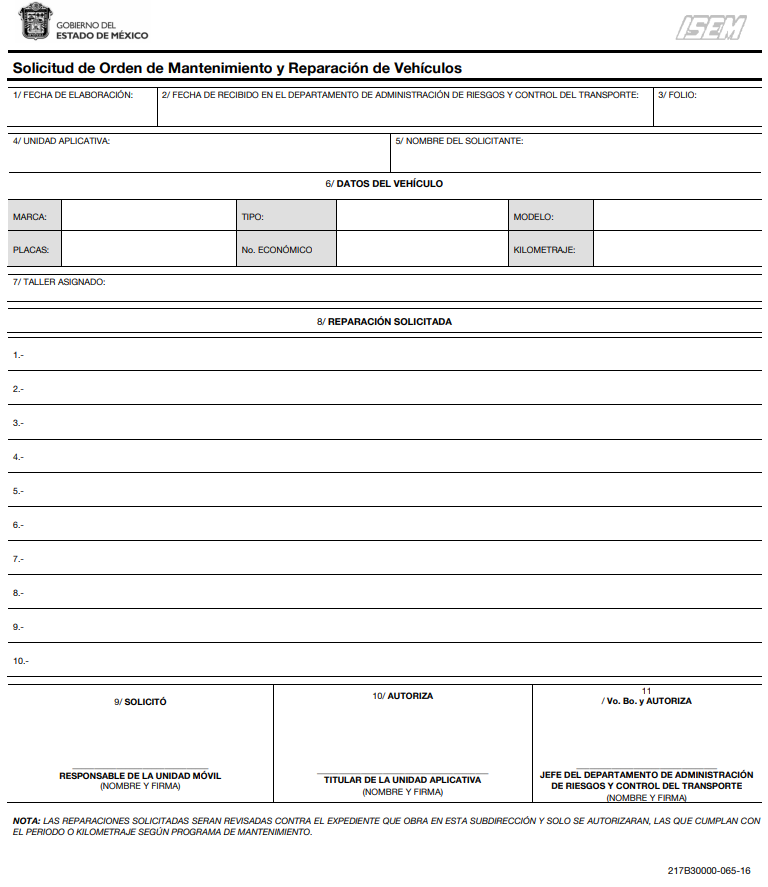 GOBIERNO DEL
ESTADO DE MÉXICO
ISEM
Solicitud de Orden de Mantenimiento y Reparación de Vehículos
1/ FECHA DE ELABORACIÓN:
2/ FECHA DE RECIBIDO EN EL DEPARTAMENTO DE ADMINISTRACIÓN DE RIESGOS Y CONTROL DEL TRANSPORTE:
3/ FOLIO:
4/ UNIDAD APLICATIVA:
5/ NOMBRE DEL SOLICITANTE:
6/ DATOS DEL VEHÍCULO
MARCA:
TIPO:
MODELO:
PLACAS:
No. ECONÓMICO
KILOMETRAJE:
7/ TALLER ASIGNADO:
8/ REPARACIÓN SOLICITADA
1.-
2.-
3.-
4.-
5.-
6.-
7.-
8.-
9.-
10.-
9/ SOLICITÓ
RESPONSABLE DE LA UNIDAD MÓVIL
(NOMBRE Y FIRMA)
10/ AUTORIZA
TITULAR DE LA UNIDAD APLICATIVA
(NOMBRE Y FIRMA)
11
/ Vo. Bo. y AUTORIZA
JEFE DEL DEPARTAMENTO DE ADMINISTRACIÓN
DE RIESGOS Y CONTROL DEL TRANSPORTE
(NOMBRE Y FIRMA)
NOTA: LAS REPARACIONES SOLICITADAS SERAN REVISADAS CONTRA EL EXPEDIENTE QUE OBRA EN ESTA SUBDIRECCIÓN Y SOLO SE AUTORIZARAN, LAS QUE CUMPLAN CON
EL PERIODO O KILOMETRAJE SEGÚN PROGRAMA DE MANTENIMIENTO.
217B30000-065-16